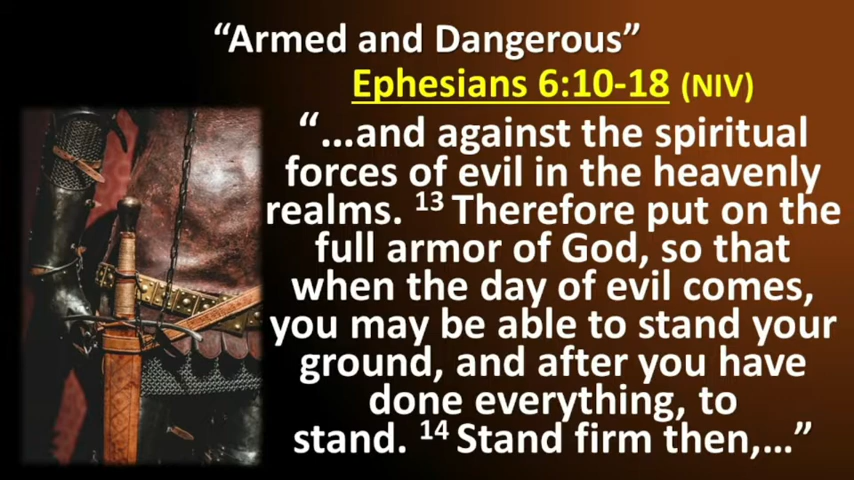 “Armed and Dangerous”
Ephesians 6:10-18 (NIV)
“...and against the spiritual
forces of evil in the heavenly
realms. 13 Therefore put on the
full armor of God, so that
when the day of evil comes,
you may be able to stand your
ground, and after you have
done everything, to
stand. 14 Stand firm then,...”